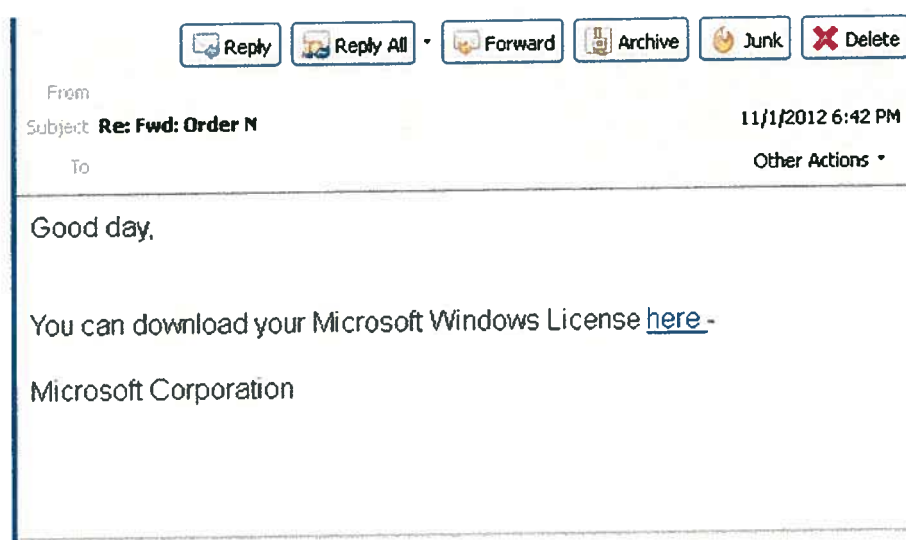 Reply Reply All Forward Archive Junk Delete
From
Subject Re: Fwd: Order N 11/1/2012 6:42 PM
To Other Actions
Good day,
You can download your Microsoft Windows License here -
Microsoft Corporation